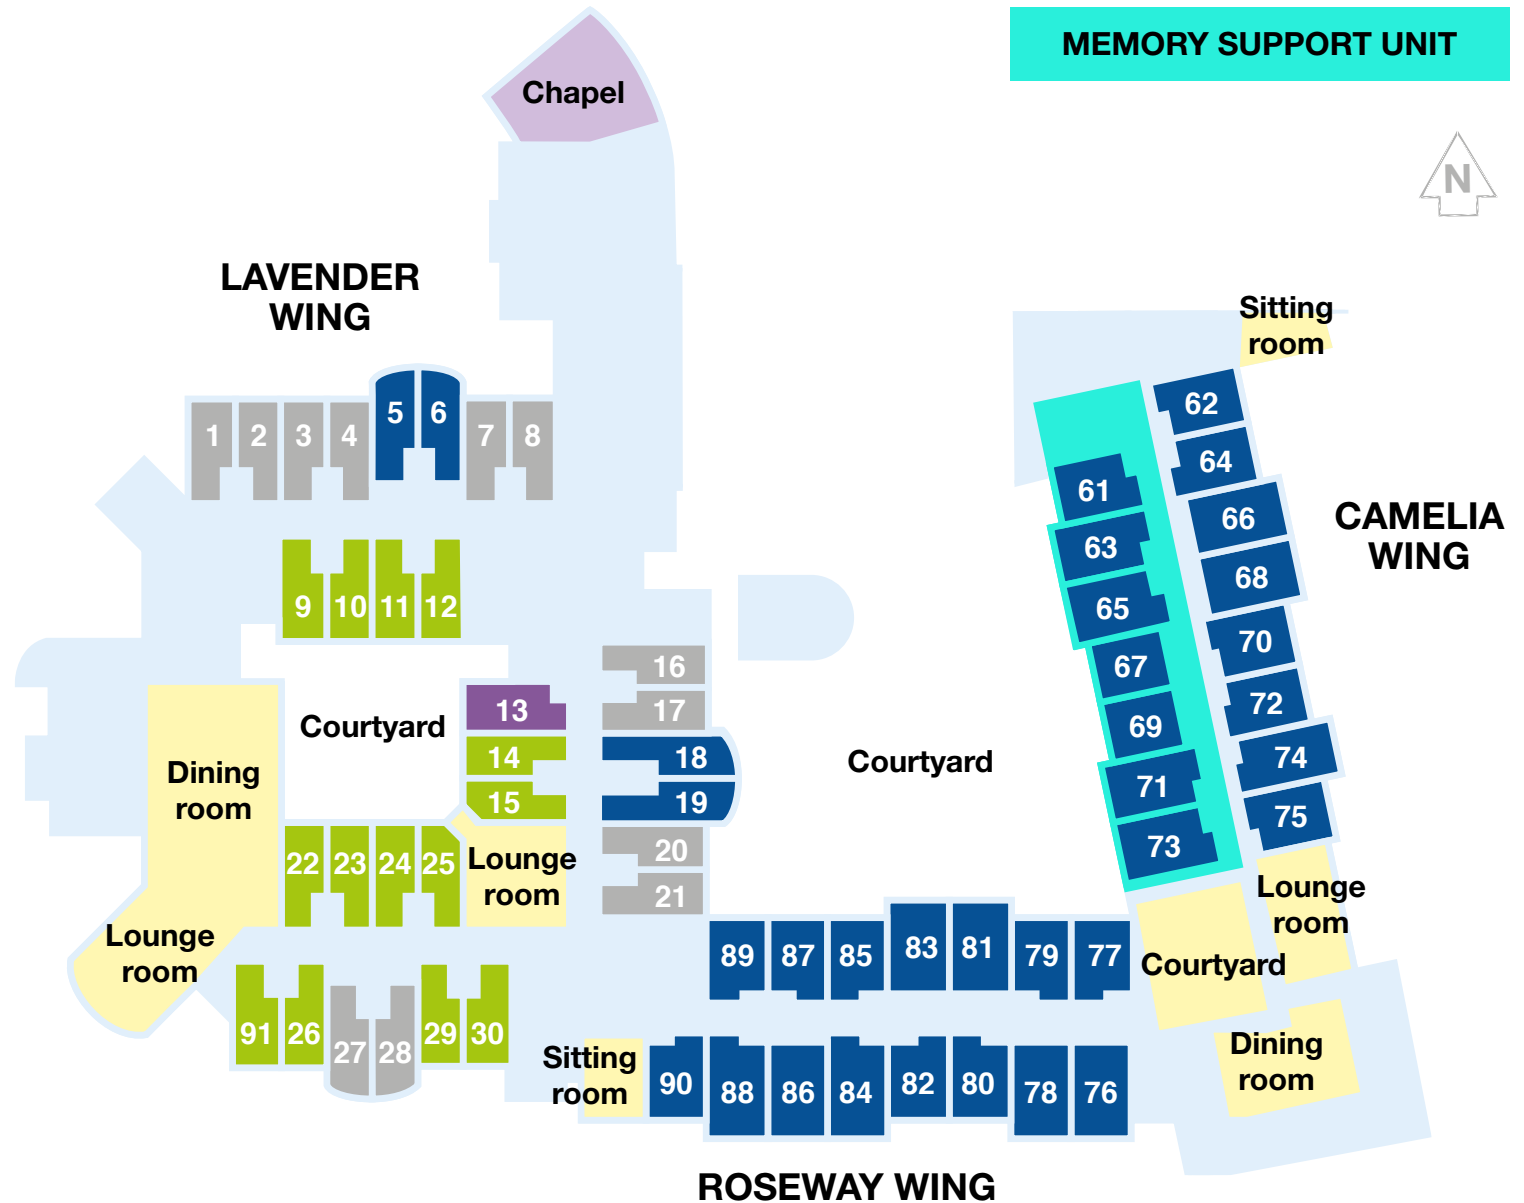 MEMORY SUPPORT UNIT
Chapel
N
LAVENDER
WING
Sitting
room
1 2 3 4 5 6 7 8
9 10 11 12
13
14
15
16
17
18
19
20
21
Courtyard
Dining
room
22 23 24 25
Lounge
room
Lounge
room
91 26 27 28 29 30
Courtyard
CAMELIA
WING
62
64
66
68
70
72
74
75
61
63
65
67
69
71
73
Lounge
room
Courtyard
Dining
room
89 87 85 83 81 79 77
Sitting
room
90 88 86 84 82 80 78 76
ROSEWAY WING